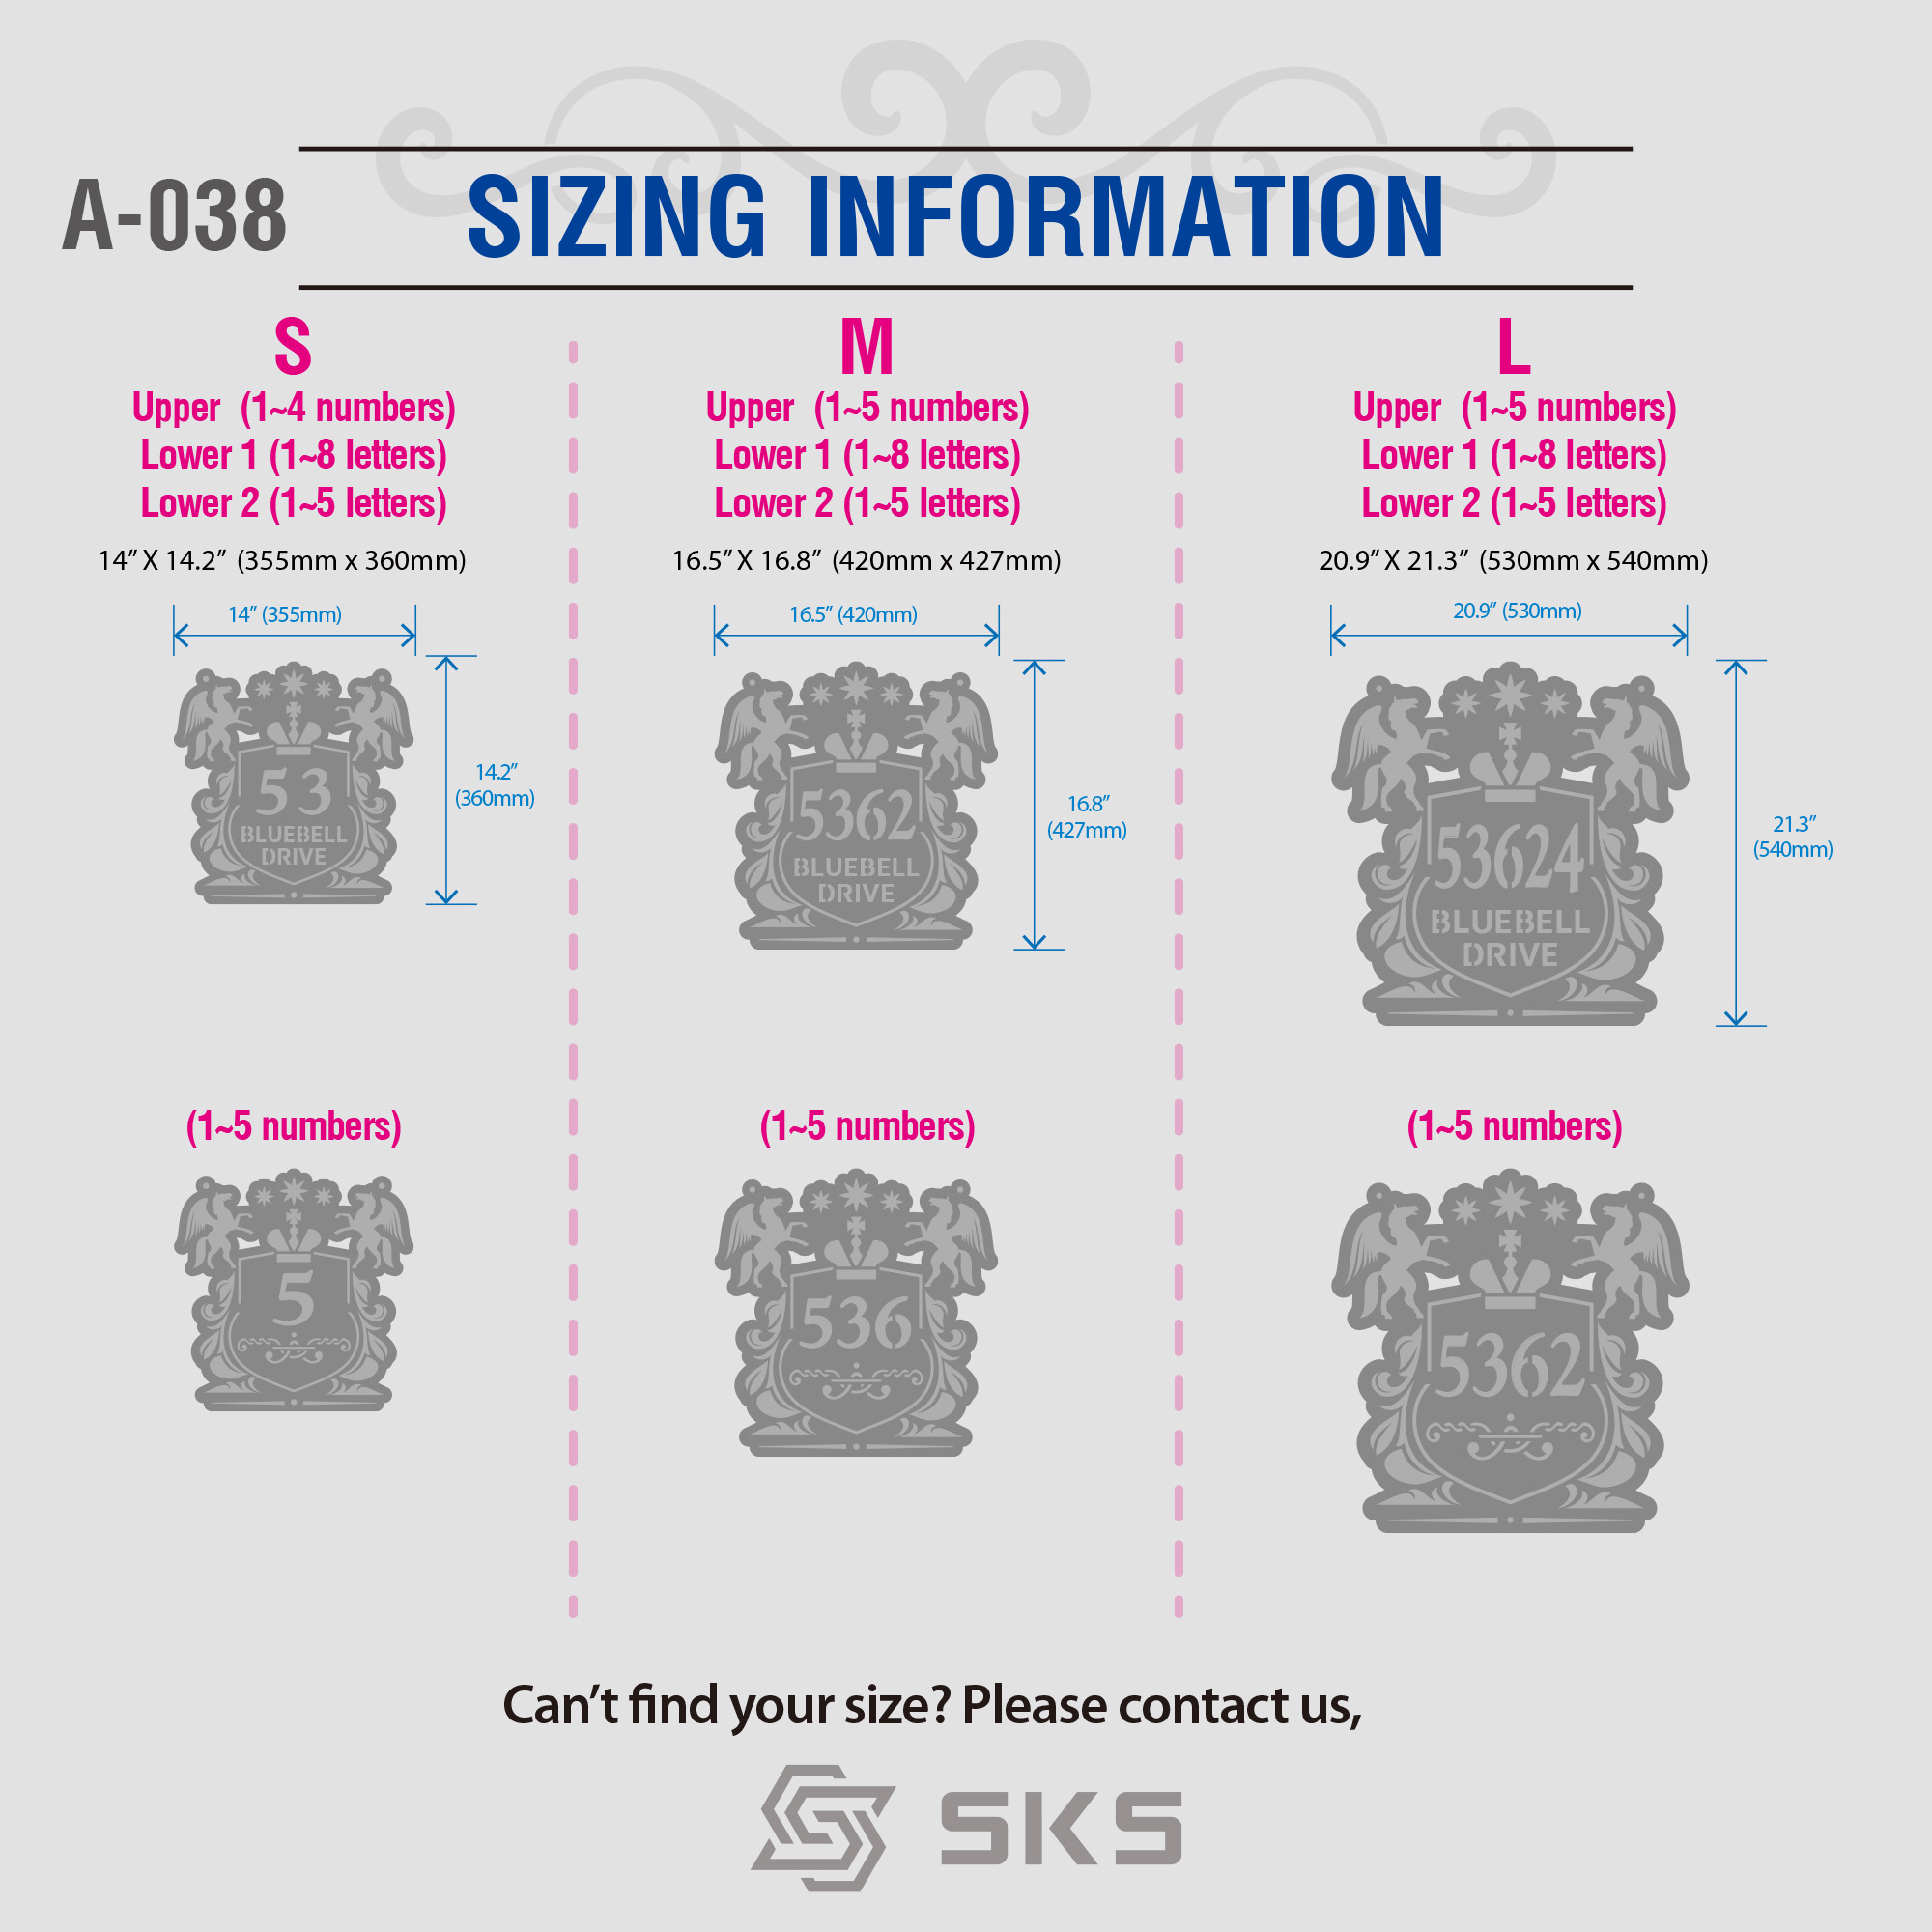 A-038
SIZING INFORMATION
S
Upper (1~4 numbers)
Lower 1 (1~8 letters)
Lower 2 (1~5 letters)
14” X 14.2” (355mm x 360mm)
14” (355mm)
14.2”
(360mm)
53
BLUEBELL
DRIVE
(1~5 numbers)
5
M
Upper (1~5 numbers)
Lower 1 (1~8 letters)
Lower 2 (1~5 letters)
16.5” X 16.8” (420mm x 427mm)
16.5” (420mm)
16.8”
(427mm)
5362
BLUEBELL
DRIVE
(1~5 numbers)
536
L
Upper (1~5 numbers)
Lower 1 (1~8 letters)
Lower 2 (1~5 letters)
20.9” X 21.3” (530mm x 540mm)
20.9” (530mm)
21.3”
(540mm)
53624
BLUEBELL
DRIVE
(1~5 numbers)
5362
Can’t find your size? Please contact us,
SKS